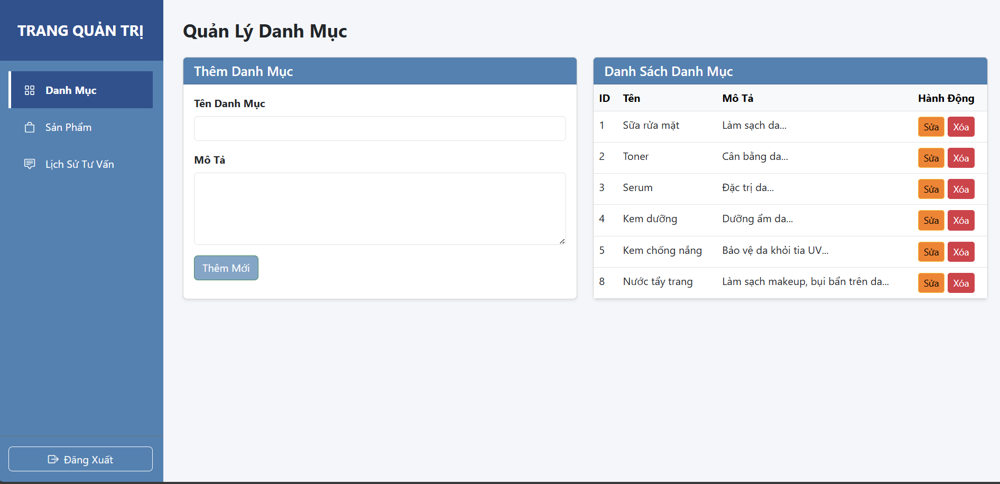 TRANG QUẢN TRỊ
Danh Mục
Sản Phẩm
Lịch Sử Tư Vấn
Đăng Xuất
Quản Lý Danh Mục
Thêm Danh Mục
Tên Danh Mục
Mô Tả
Thêm Mới
Danh Sách Danh Mục
ID Tên Mô Tả Hành Động
1 Sữa rửa mặt Làm sạch da... Sửa Xóa
2 Toner Cân bằng da... Sửa Xóa
3 Serum Đặc trị da... Sửa Xóa
4 Kem dưỡng Dưỡng ẩm da... Sửa Xóa
5 Kem chống nắng Bảo vệ da khỏi tia UV... Sửa Xóa
8 Nước tẩy trang Làm sạch makeup, bụi bẩn trên da... Sửa Xóa